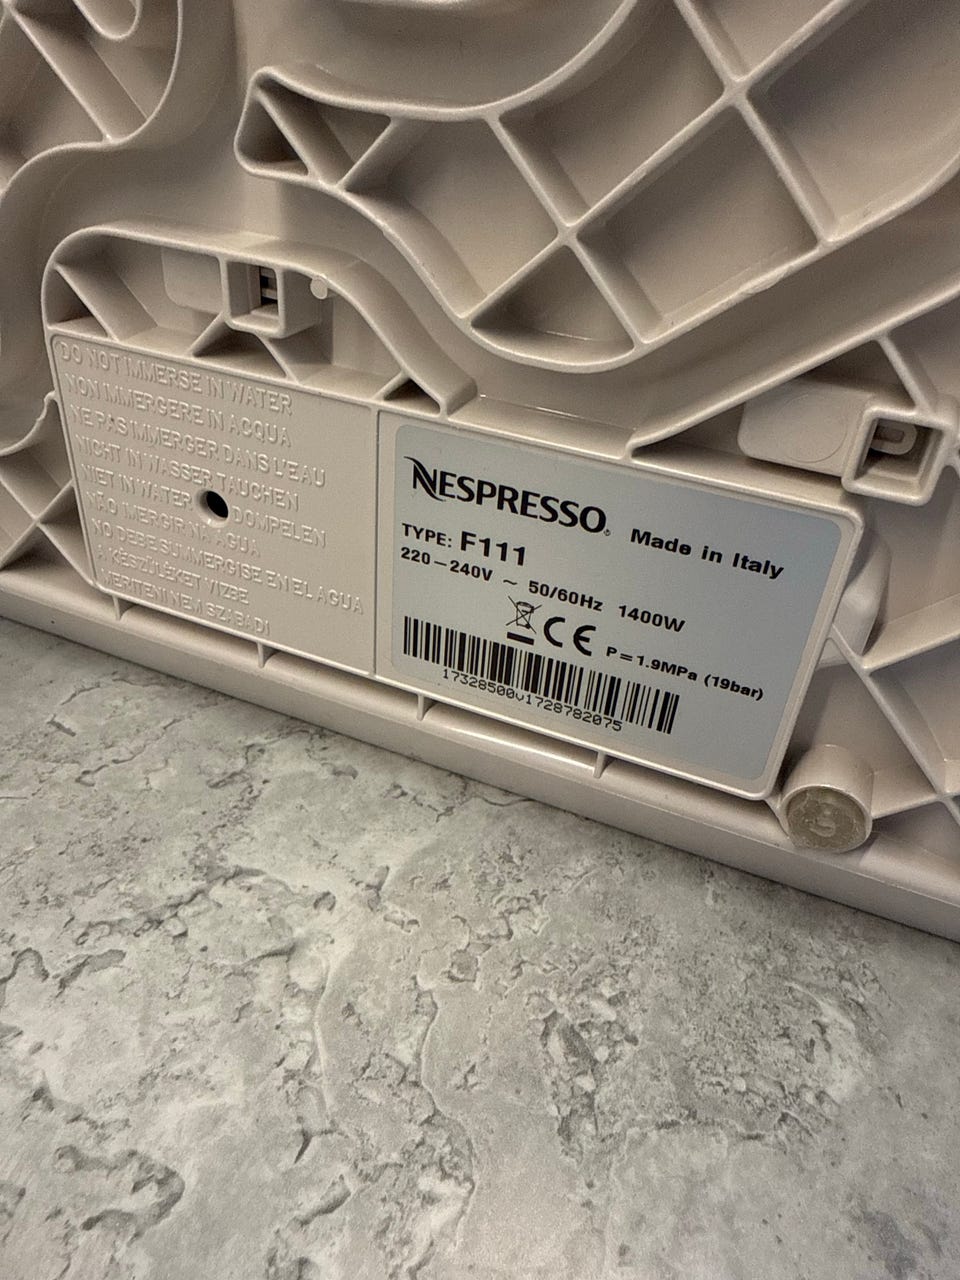 DO NOT IMMERSE IN WATER
NON IMMERGERE IN ACQUA
NE PAS IMMERGER DANS L'EAU
NICHT IN WASSER TAUCHEN
NIET IN WATER DOMPELEN
NÃO IMERGIR NA AGUA
NO DEBE SUMMERGISE EN EL AGUA
A KÉSZÜLÉKET VIZBE
MERITENI NEM SZABAD!
NESPRESSO® Made in Italy
TYPE: F111
220-240V ~ 50/60Hz 1400W
CE P=1.9MPa (19bar)
17328500v1728782075